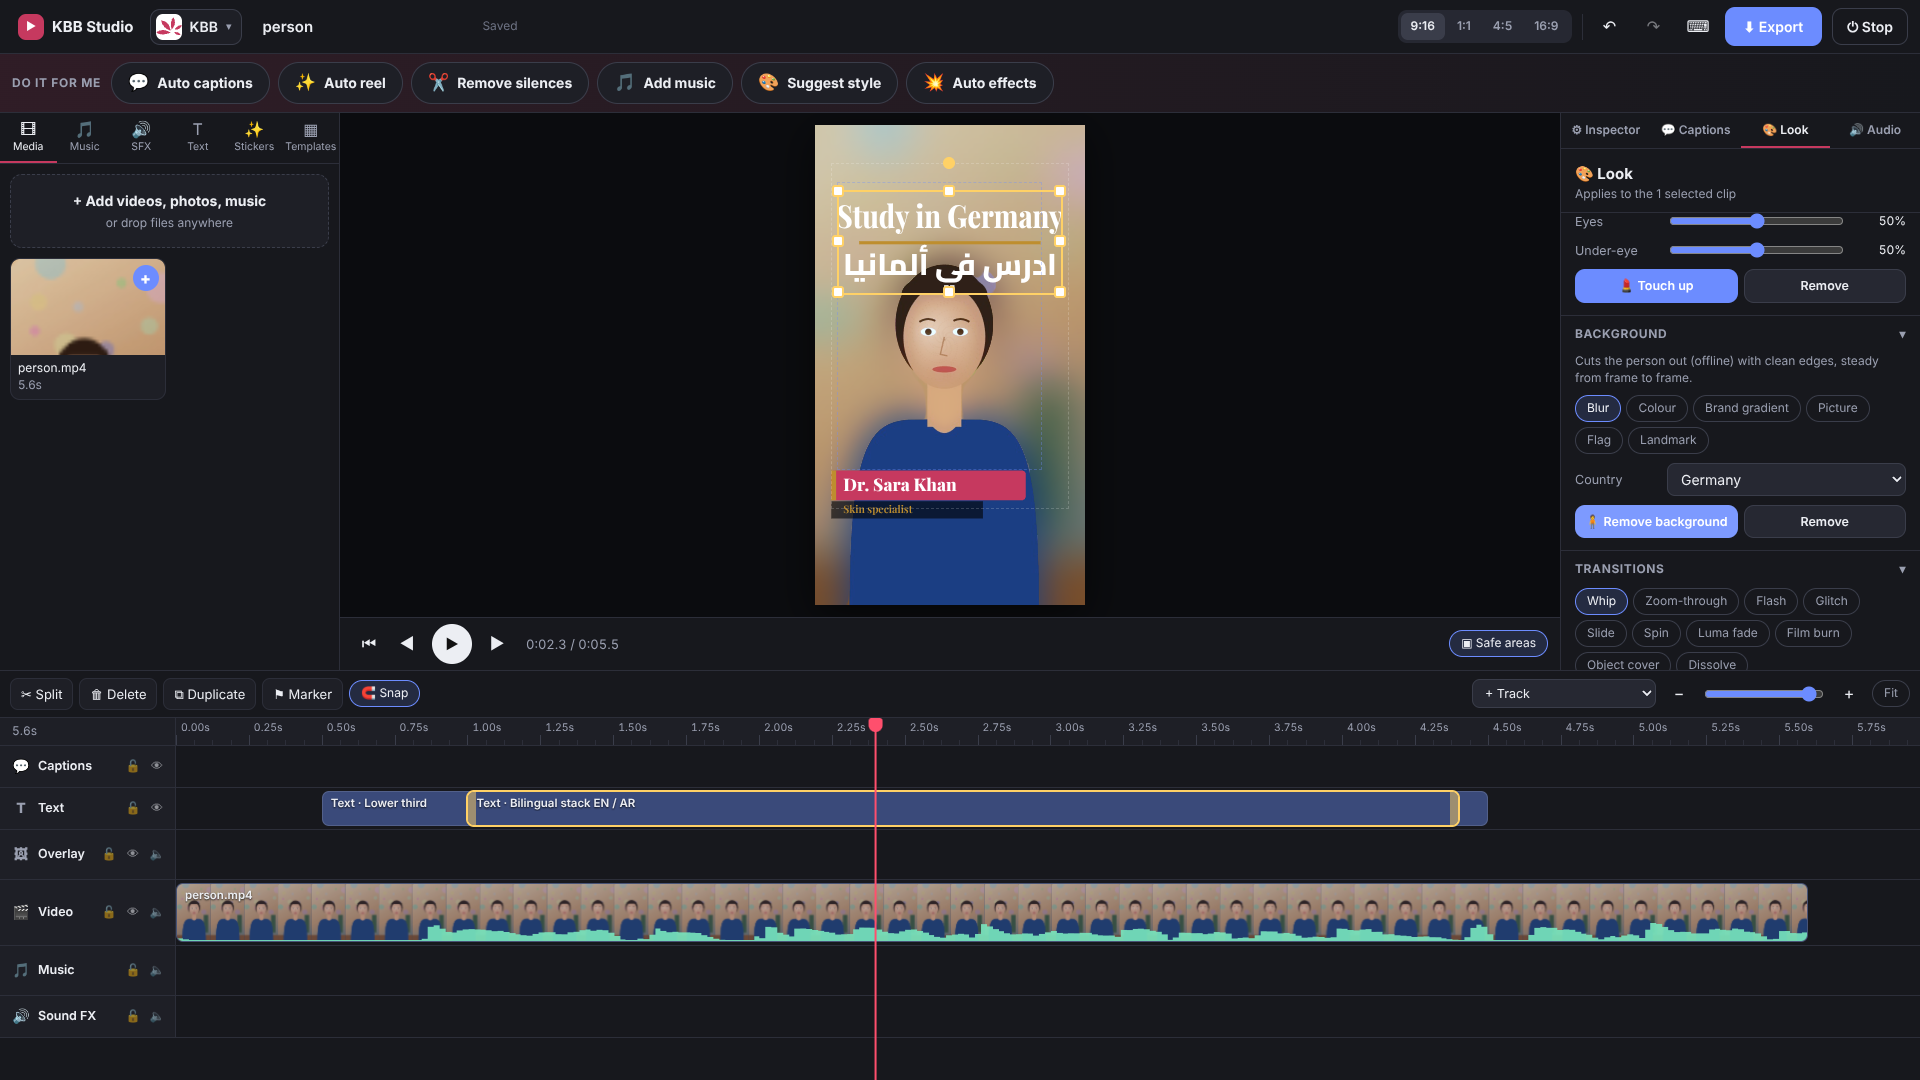 KBB Studio
KBB
person
Saved
9:16
1:1
4:5
16:9
Export
Stop
DO IT FOR ME
Auto captions
Auto reel
Remove silences
Add music
Suggest style
Auto effects
Media
Music
SFX
Text
Stickers
Templates
+ Add videos, photos, music
or drop files anywhere
person.mp4
5.6s
Study in Germany
ادرس في ألمانيا
Dr. Sara Khan
Skin specialist
0:02.3 / 0:05.5
Safe areas
Inspector
Captions
Look
Audio
Look
Applies to the 1 selected clip
Eyes
50%
Under-eye
50%
Touch up
Remove
BACKGROUND
Cuts the person out (offline) with clean edges, steady
from frame to frame.
Blur
Colour
Brand gradient
Picture
Flag
Landmark
Country
Germany
Remove background
Remove
TRANSITIONS
Whip
Zoom-through
Flash
Glitch
Slide
Spin
Luma fade
Film burn
Object cover
Dissolve
Split
Delete
Duplicate
Marker
Snap
+ Track
Fit
5.6s
0.00s
0.25s
0.50s
0.75s
1.00s
1.25s
1.50s
1.75s
2.00s
2.25s
2.50s
2.75s
3.00s
3.25s
3.50s
3.75s
4.00s
4.25s
4.50s
4.75s
5.00s
5.25s
5.50s
5.75s
Captions
Text
Text · Lower third
Text · Bilingual stack EN / AR
Overlay
Video
person.mp4
Music
Sound FX